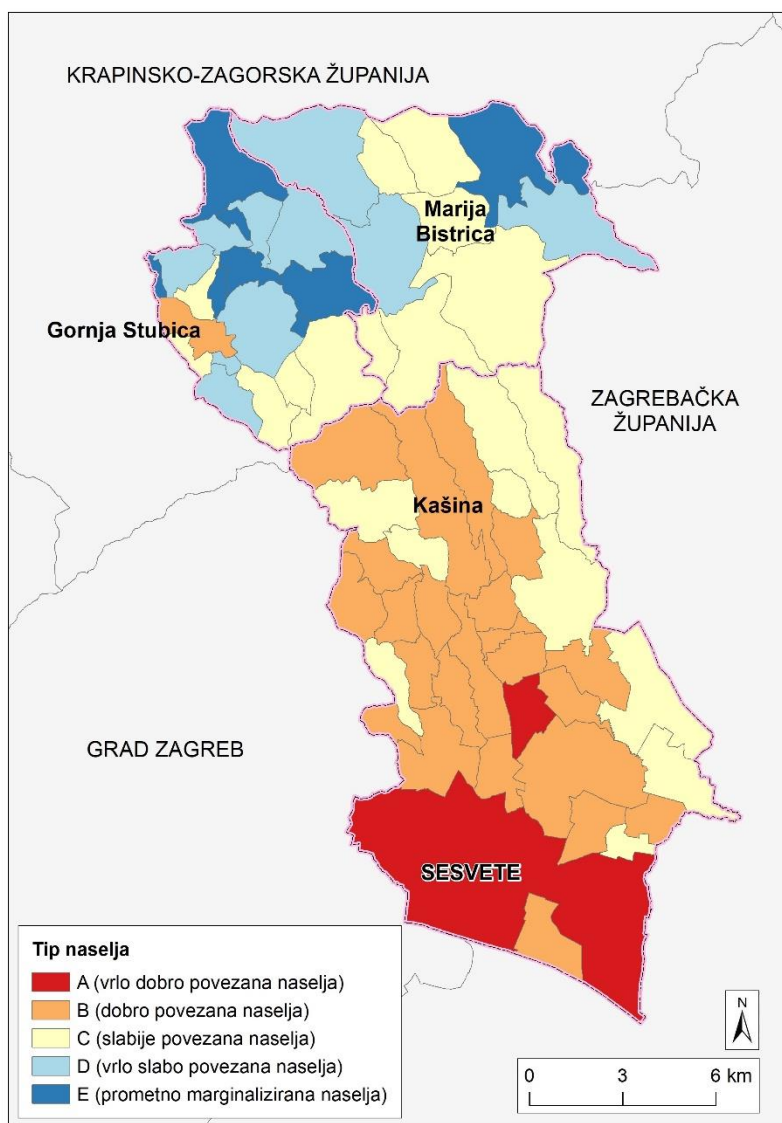 KRAPINSKO-ZAGORSKA ŽUPANIJA
Marija
Bistrica
Gornja Stubica
ZAGREBAČKA
ŽUPANIJA
Kašina
GRAD ZAGREB
SESVETE
Tip naselja
A (vrlo dobro povezana naselja)
B (dobro povezana naselja)
C (slabije povezana naselja)
D (vrlo slabo povezana naselja)
E (prometno marginalizirana naselja)
N
0 3 6 km